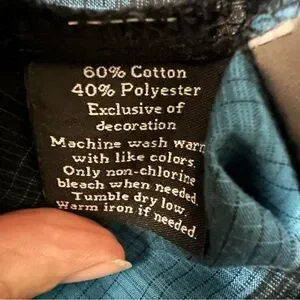 60% Cotton
40% Polyester
Exclusive of
decoration
Machine wash warm
with like colors.
Only non-chlorine
bleach when needed.
Tumble dry low.
Warm iron if needed